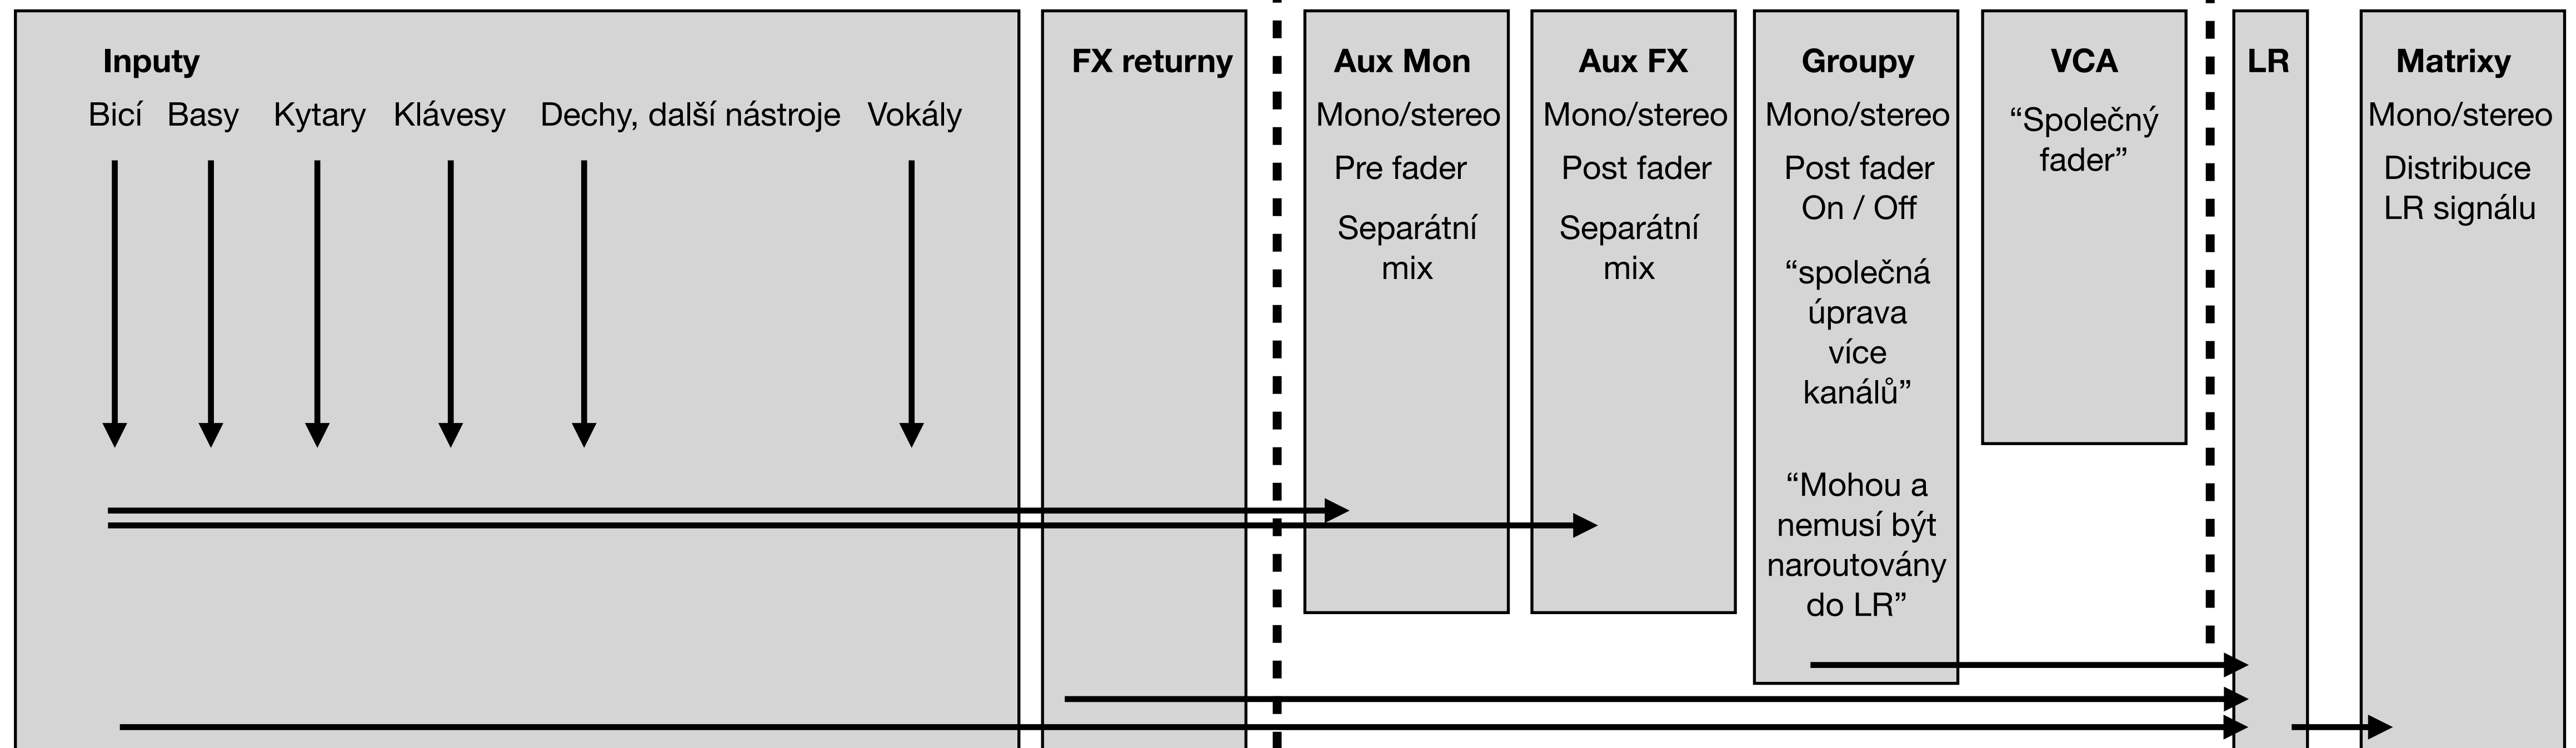 Inputy
Bicí Basy Kytary Klávesy Dechy, další nástroje Vokály
FX returny
Aux Mon
Mono/stereo
Pre fader
Separátní
mix
Aux FX
Mono/stereo
Post fader
Separátní
mix
Groupy
Mono/stereo
Post fader
On / Off
“společná
úprava
více
kanálů”
“Mohou a
nemusí být
naroutovány
do LR”
VCA
“Společný
fader”
LR
Matrixy
Mono/stereo
Distribuce
LR signálu